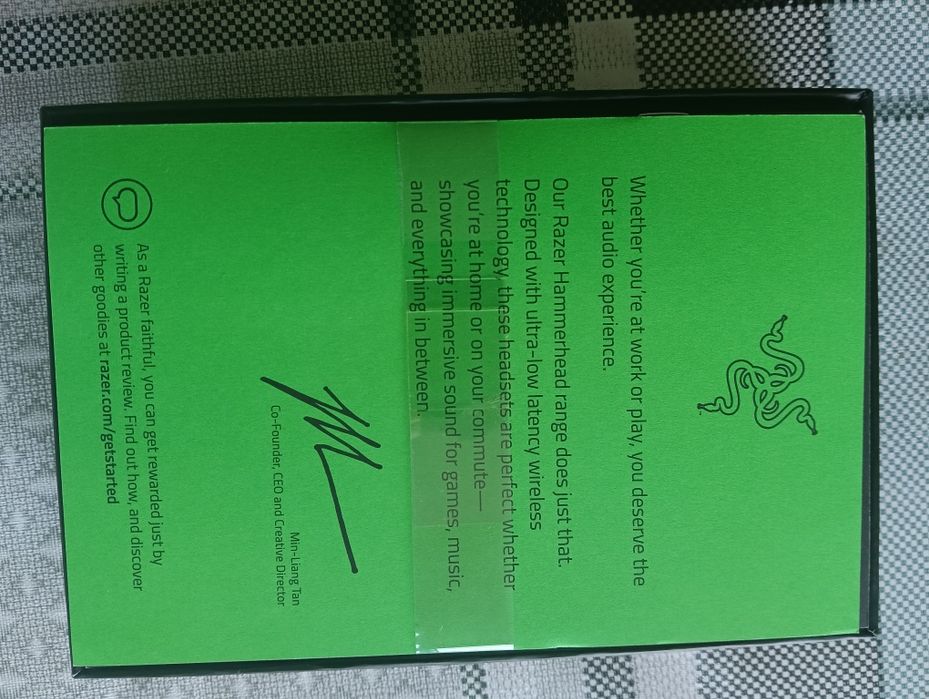 Whether you're at work or play, you deserve the
best audio experience.
Our Razer Hammerhead range does just that.
Designed with ultra-low latency wireless
technology, these headsets are perfect whether
you're at home or on your commute—
showcasing immersive sound for games, music,
and everything in between.
Min-Liang Tan
Co-Founder, CEO and Creative Director
As a Razer faithful, you can get rewarded just by
writing a product review. Find out how, and discover
other goodies at razer.com/getstarted